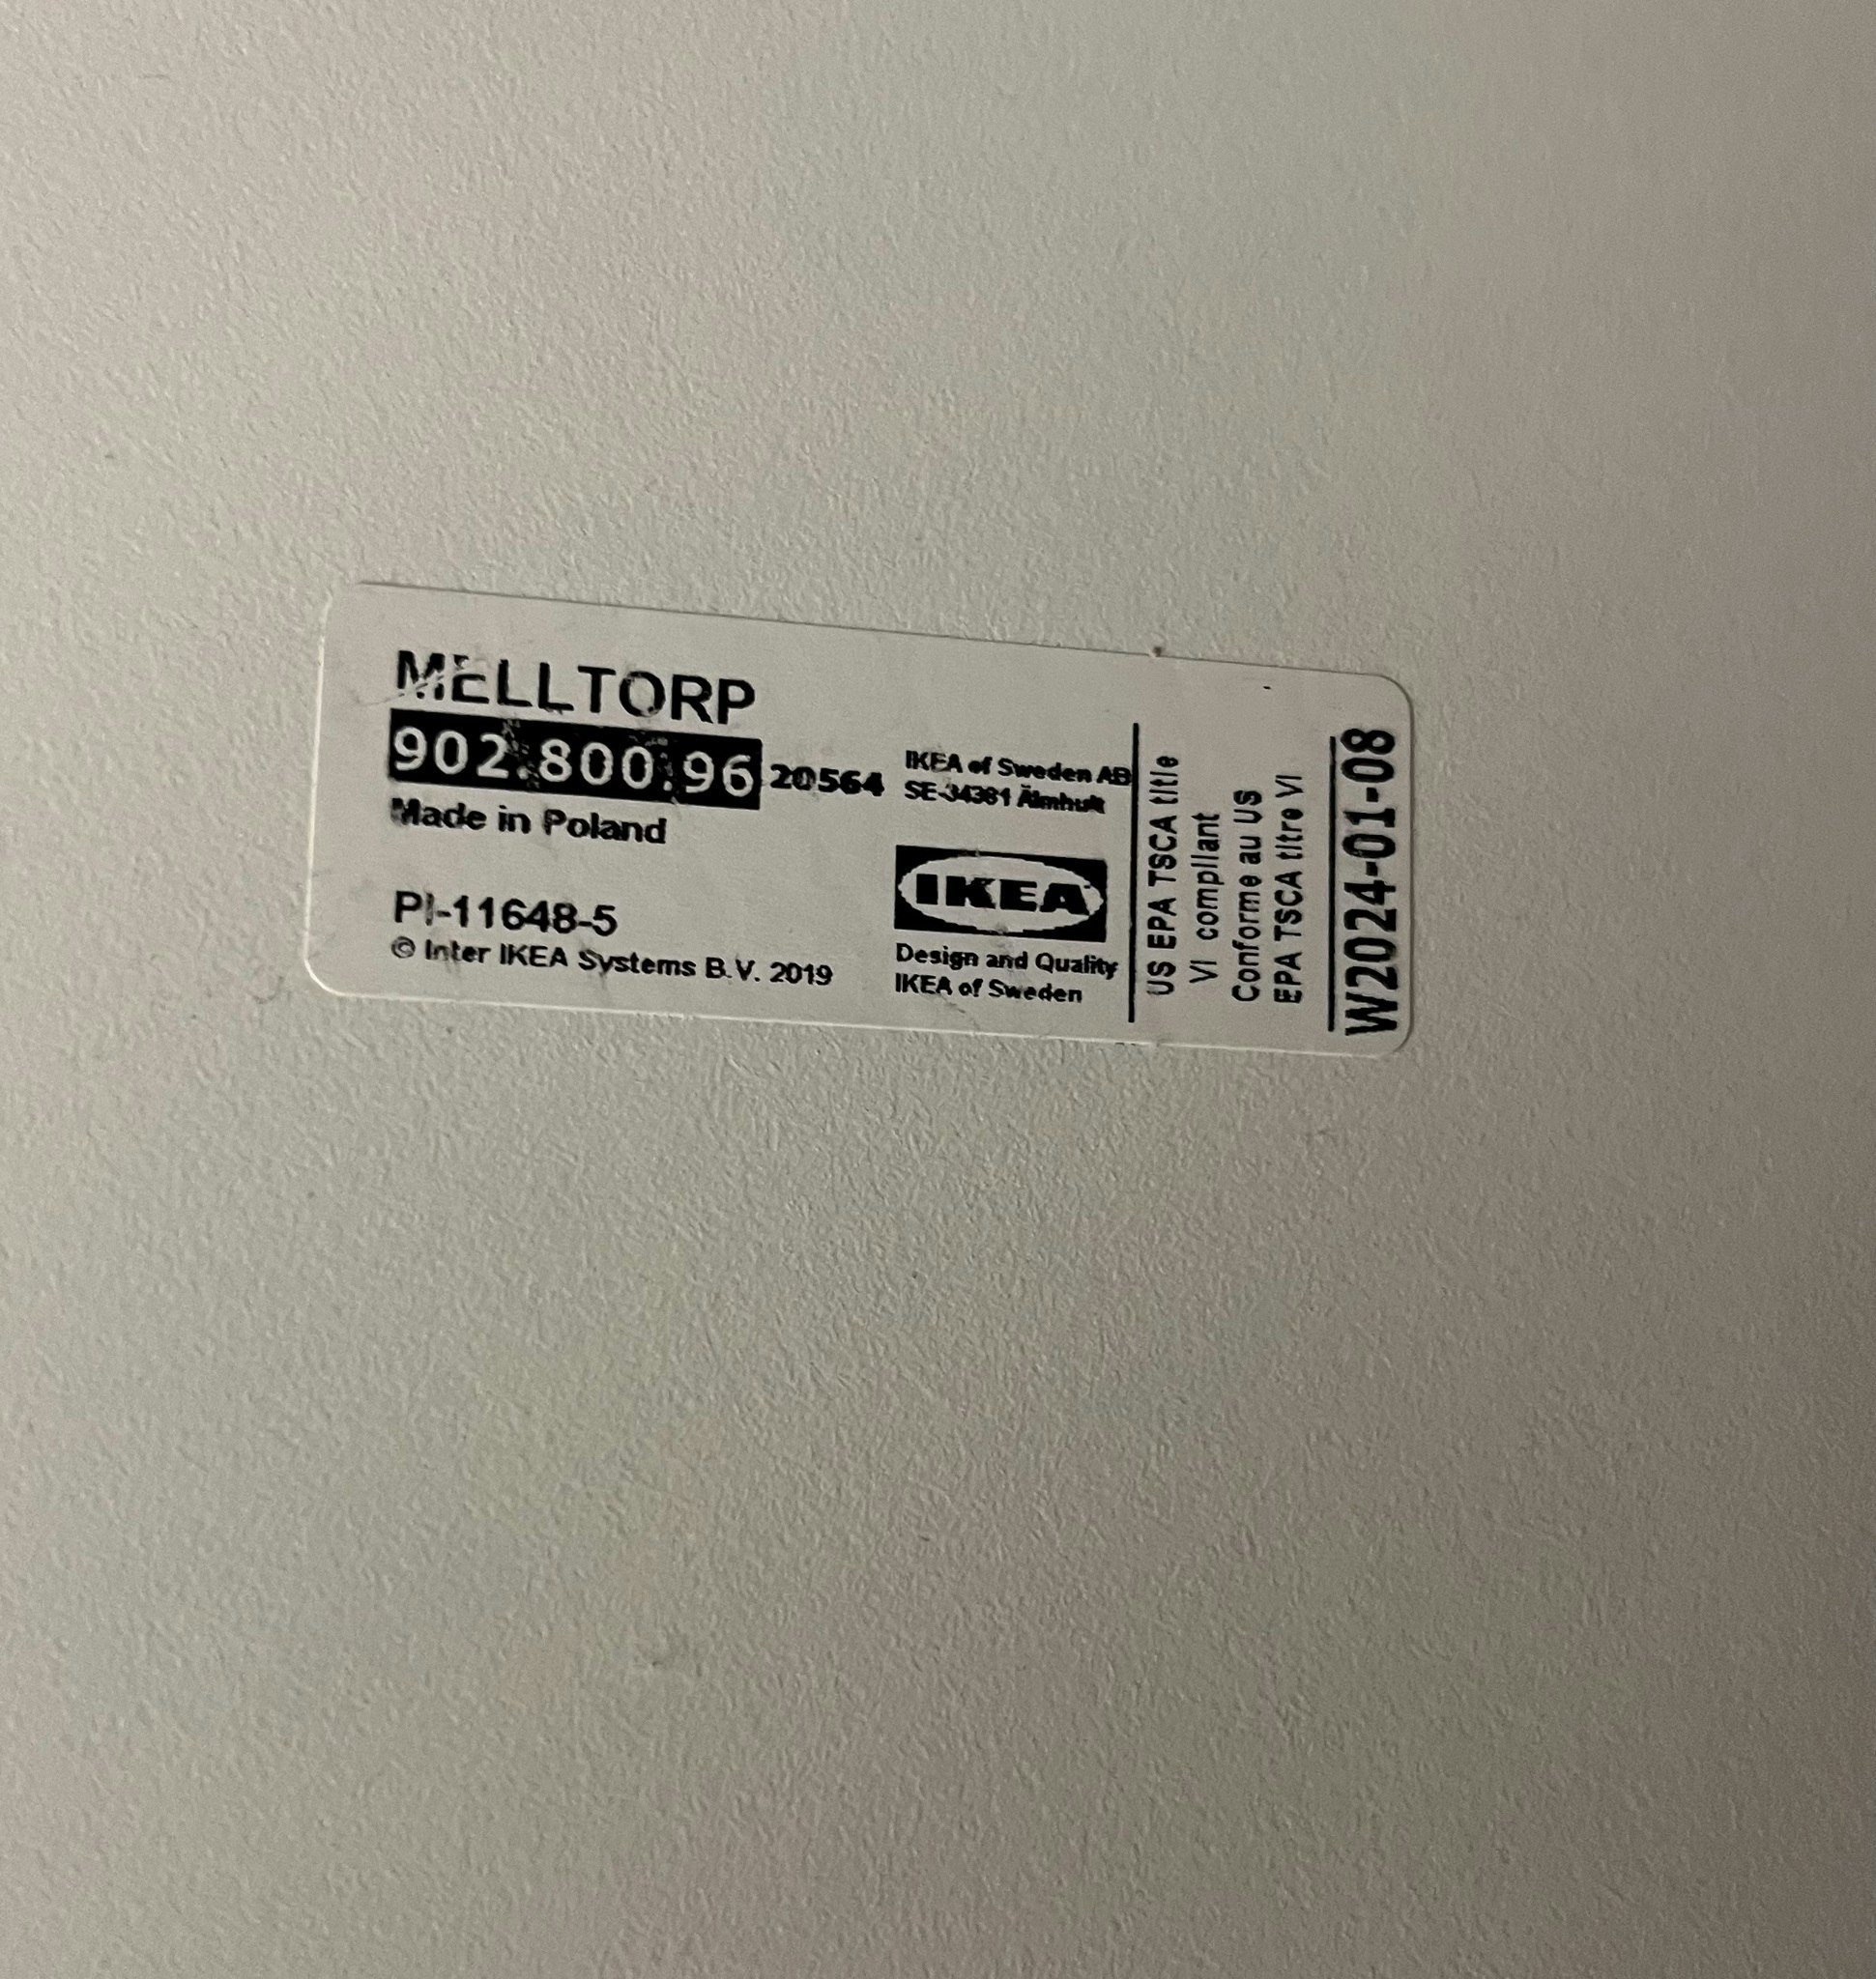 MELLTORP
902.800.96 20564
Made in Poland
PI-11648-5
© Inter IKEA Systems B.V. 2019
IKEA of Sweden AB
SE-34381 Älmhult
IKEA
Design and Quality
IKEA of Sweden
US EPA TSCA title
VI compliant
Conforme au US
EPA TSCA titre VI
W2024-01-08